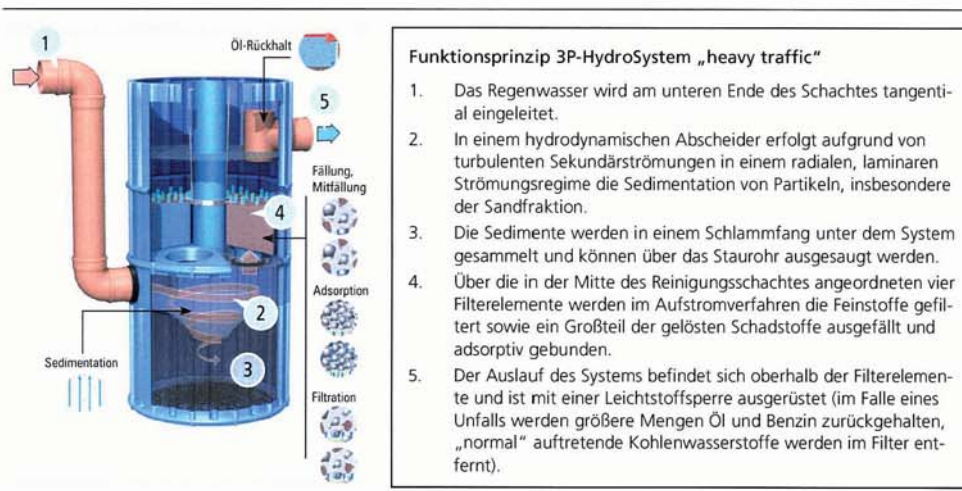 1
Öl-Rückhalt
5
Fällung,
Mitfällung
4
Adsorption
2
Sedimentation
3
Filtration
Funktionsprinzip 3P-HydroSystem „heavy traffic“
1. Das Regenwasser wird am unteren Ende des Schachtes tangenti-
al eingeleitet.
2. In einem hydrodynamischen Abscheider erfolgt aufgrund von
turbulenten Sekundärströmungen in einem radialen, laminaren
Strömungsregime die Sedimentation von Partikeln, insbesondere
der Sandfraktion.
3. Die Sedimente werden in einem Schlammfang unter dem System
gesammelt und können über das Staurohr ausgesaugt werden.
4. Über die in der Mitte des Reinigungsschachtes angeordneten vier
Filterelemente werden im Aufstromverfahren die Feinstoffe gefil-
tert sowie ein Großteil der gelösten Schadstoffe ausgefällt und
adsorptiv gebunden.
5. Der Auslauf des Systems befindet sich oberhalb der Filterelemen-
te und ist mit einer Leichtstoffsperre ausgerüstet (im Falle eines
Unfalls werden größere Mengen Öl und Benzin zurückgehalten,
„normal“ auftretende Kohlenwasserstoffe werden im Filter ent-
fernt).